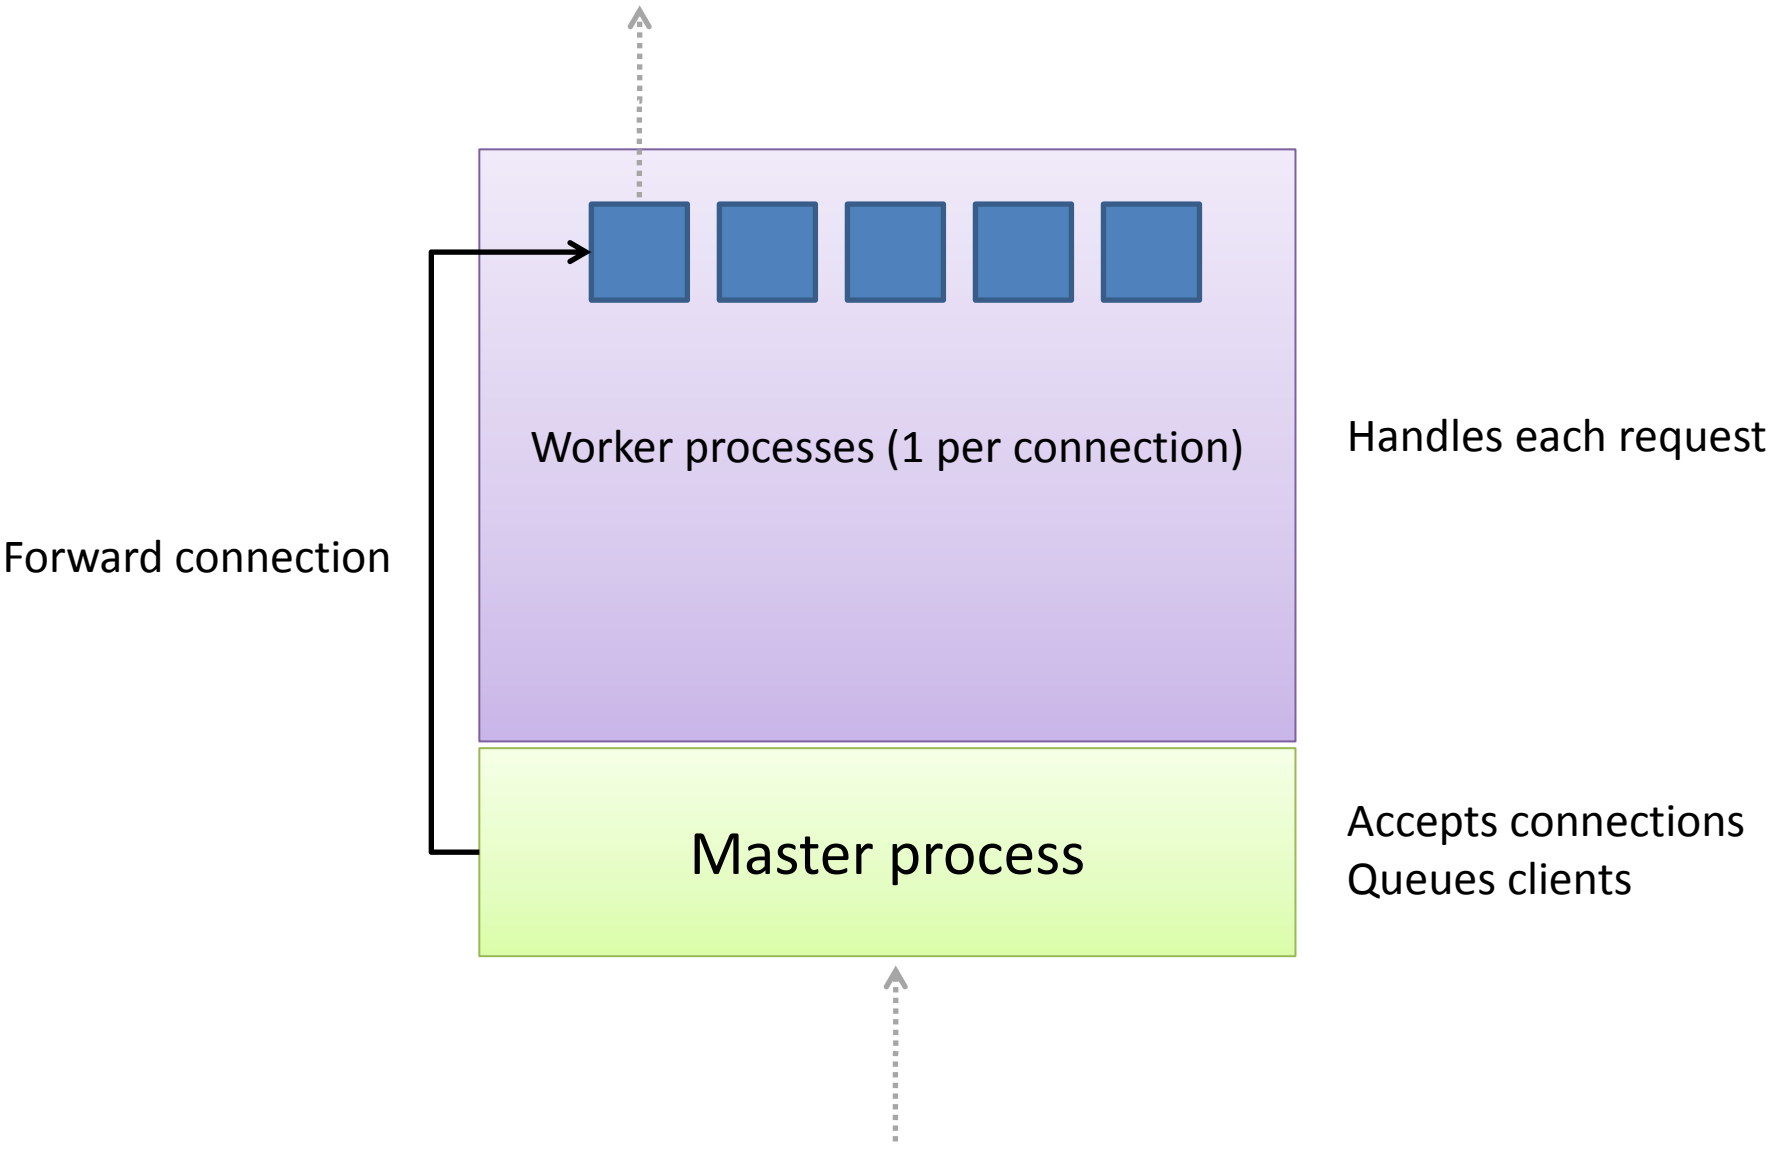 Worker processes (1 per connection)
Handles each request
Forward connection
Master process
Accepts connections
Queues clients